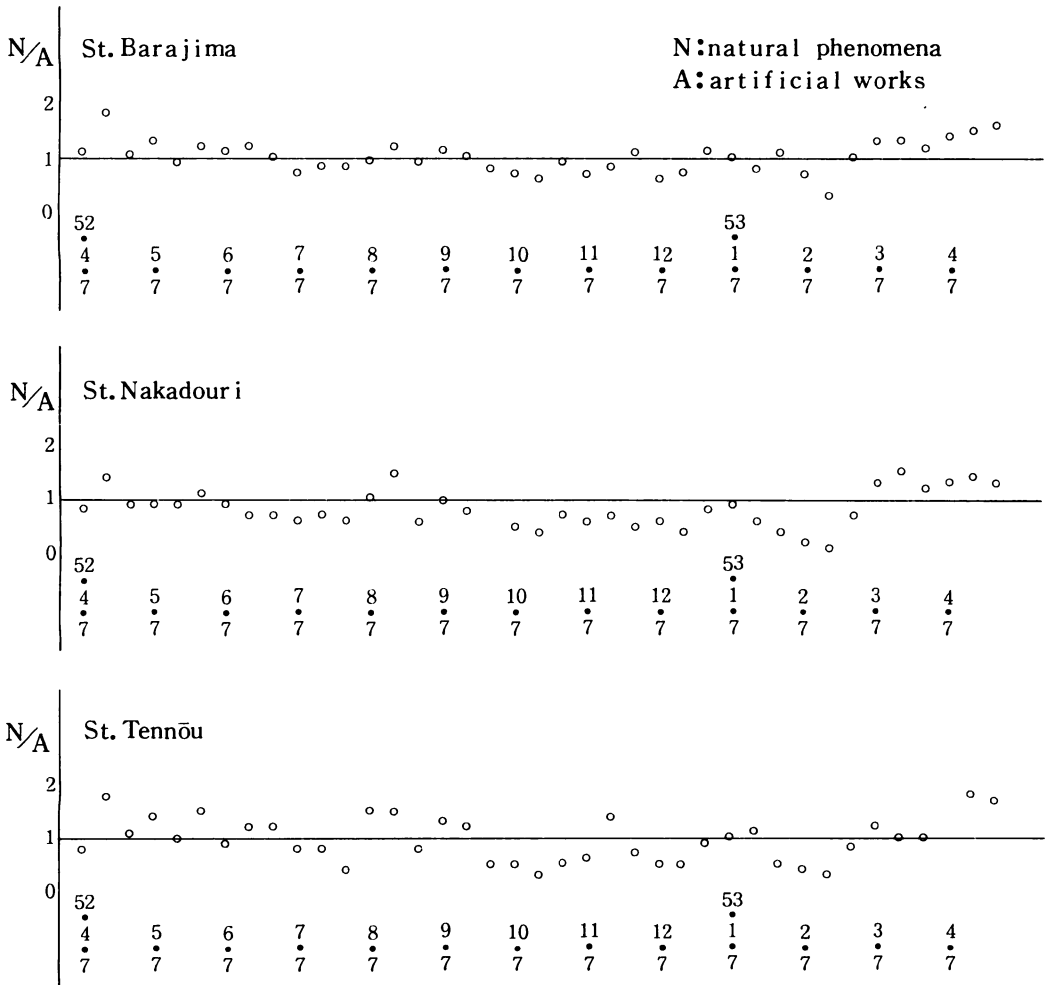 N/A St. Barajima
N:natural phenomena
A:artificial works
2
1
0
52 53
4 5 6 7 8 9 10 11 12 1 2 3 4
7 7 7 7 7 7 7 7 7 7 7 7 7
N/A St. Nakadouri
2
1
0
52 53
4 5 6 7 8 9 10 11 12 1 2 3 4
7 7 7 7 7 7 7 7 7 7 7 7 7
N/A St. Tennōu
2
1
0
52 53
4 5 6 7 8 9 10 11 12 1 2 3 4
7 7 7 7 7 7 7 7 7 7 7 7 7